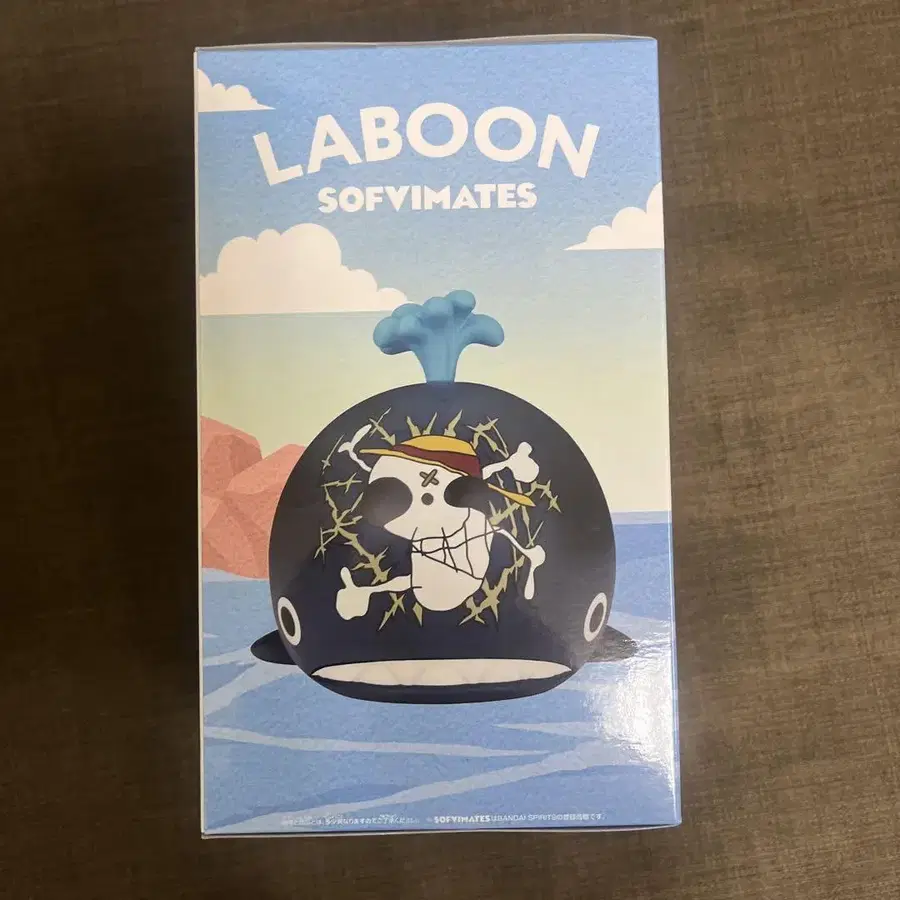 LABOON
SOFVIMATES
SOFVIMATESはBANDAI SPIRITSの登録商標です。